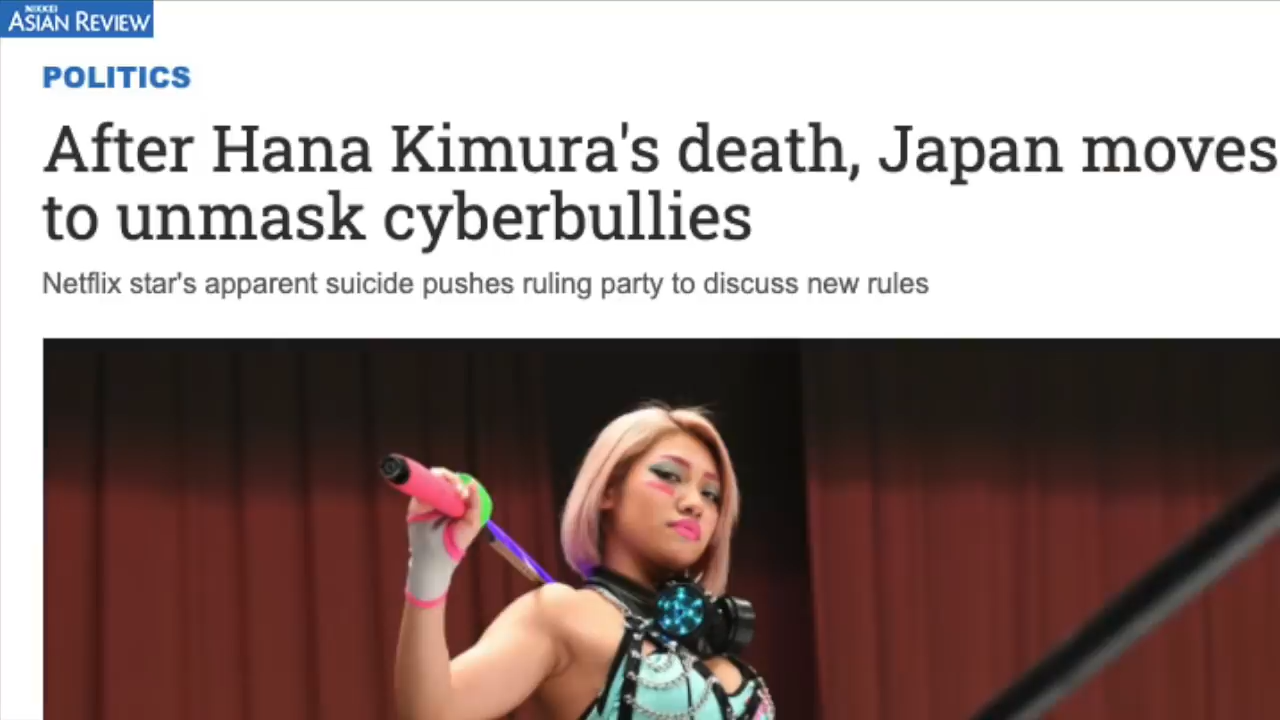 NIKKEI
ASIAN REVIEW
POLITICS
After Hana Kimura's death, Japan moves
to unmask cyberbullies
Netflix star's apparent suicide pushes ruling party to discuss new rules